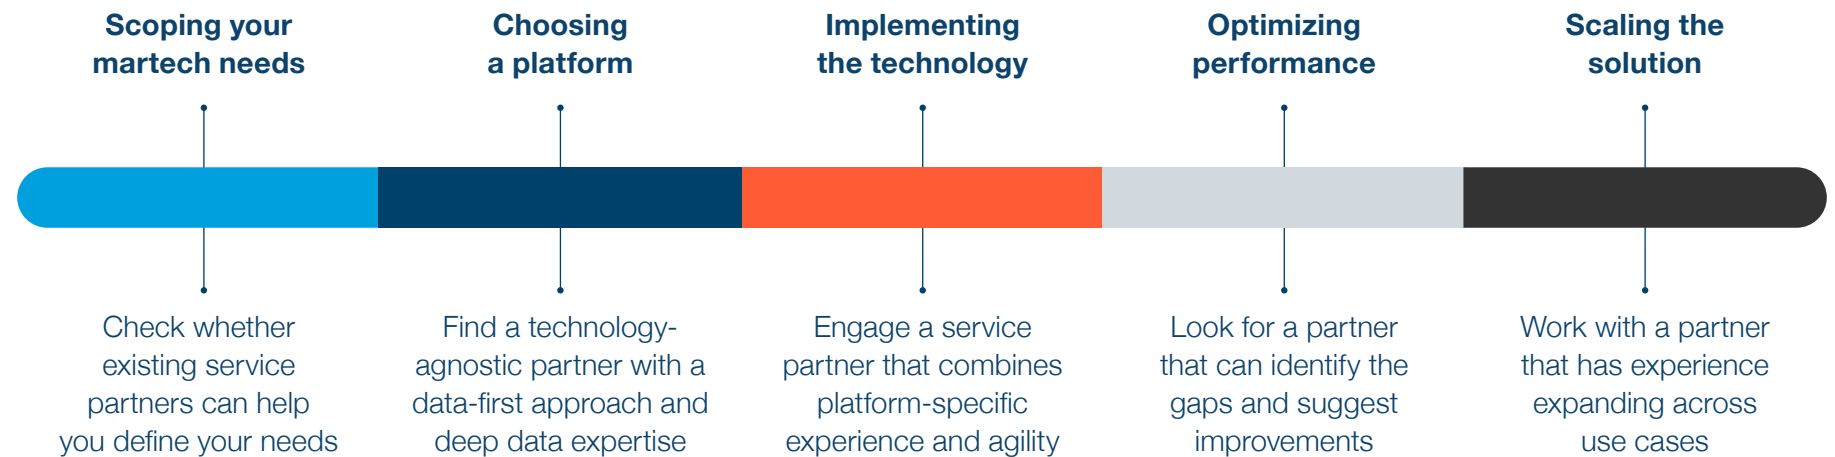 Scoping your
martech needs
Choosing
a platform
Implementing
the technology
Optimizing
performance
Scaling the
solution
Check whether
existing service
partners can help
you define your needs
Find a technology-
agnostic partner with a
data-first approach and
deep data expertise
Engage a service
partner that combines
platform-specific
experience and agility
Look for a partner
that can identify the
gaps and suggest
improvements
Work with a partner
that has experience
expanding across
use cases